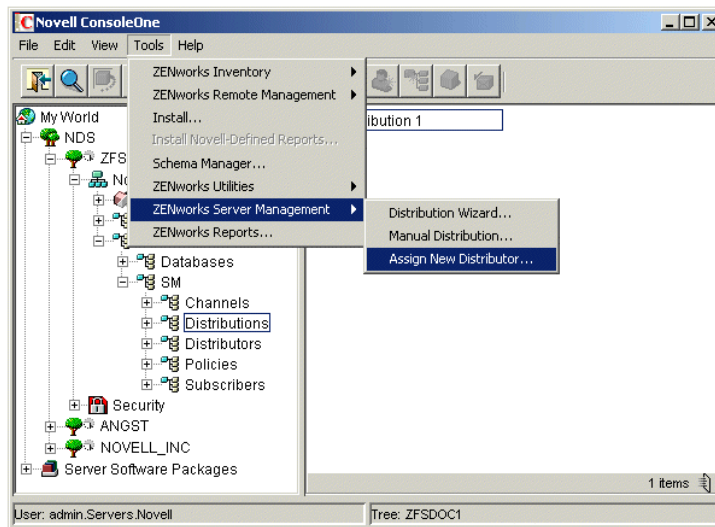 Novell ConsoleOne
File Edit View Tools Help
ZENworks Inventory
ZENworks Remote Management
Install...
Install Novell-Defined Reports...
Schema Manager...
ZENworks Utilities
ZENworks Server Management
ZENworks Reports...
Distribution Wizard...
Manual Distribution...
Assign New Distributor...
My World
NDS
ZFS
No
Databases
SM
Channels
Distributions
Distributors
Policies
Subscribers
Security
ANGST
NOVELL_INC
Server Software Packages
ibution 1
1 items
User: admin.Servers.Novell
Tree: ZFSDOC1